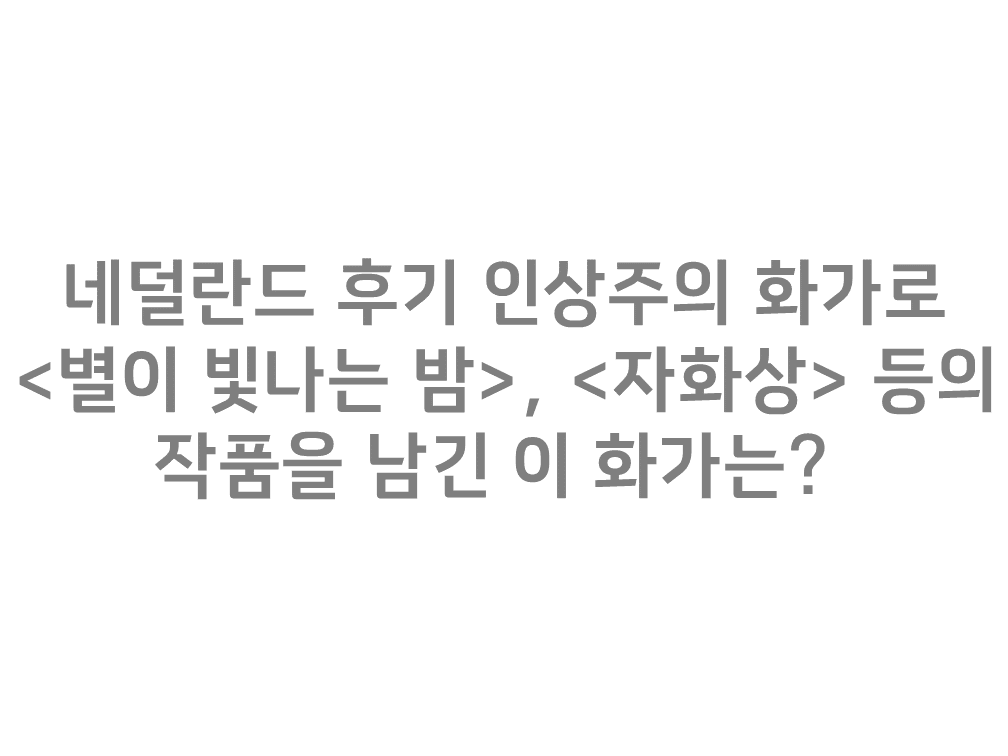 네덜란드 후기 인상주의 화가로
<별이 빛나는 밤>, <자화상> 등의
작품을 남긴 이 화가는?